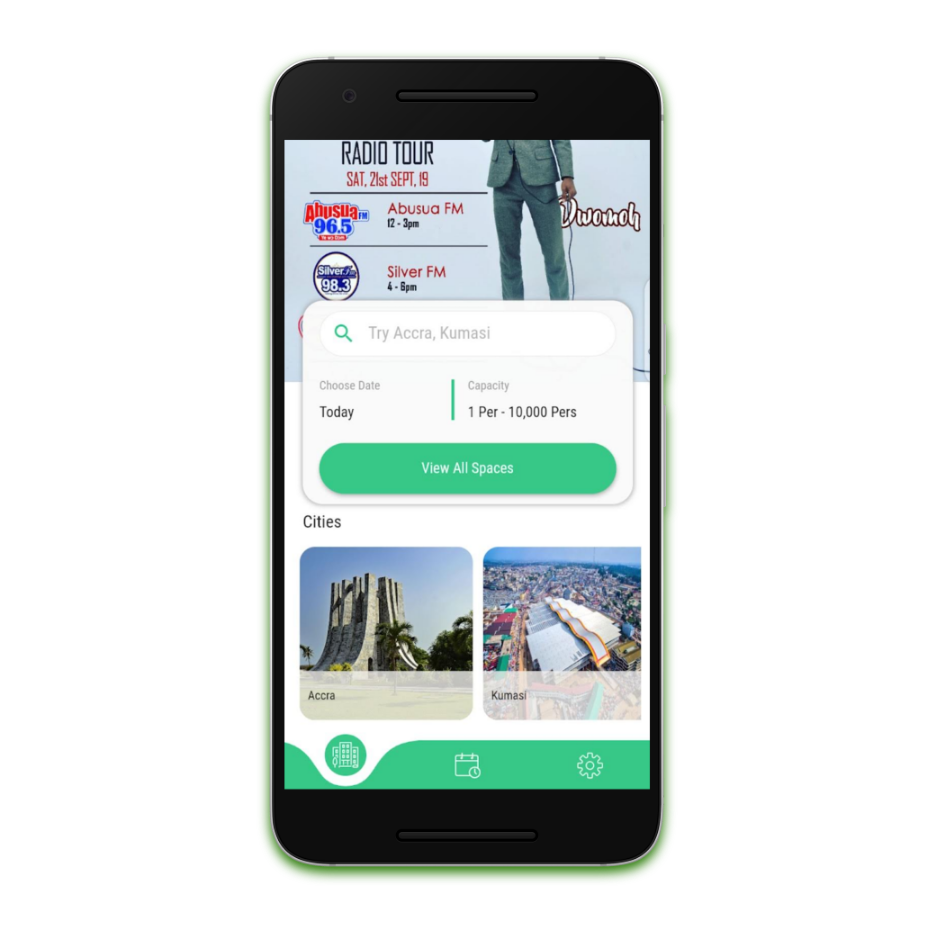 RADIO TOUR
SAT, 21st SEPT, 19
Abusua FM
96.5
Abusua FM
12 - 3pm
Dwomoh
Silver FM
98.3
Silver FM
4 - 6pm
Try Accra, Kumasi
Choose Date
Capacity
Today
1 Per - 10,000 Pers
View All Spaces
Cities
Accra
Kumasi